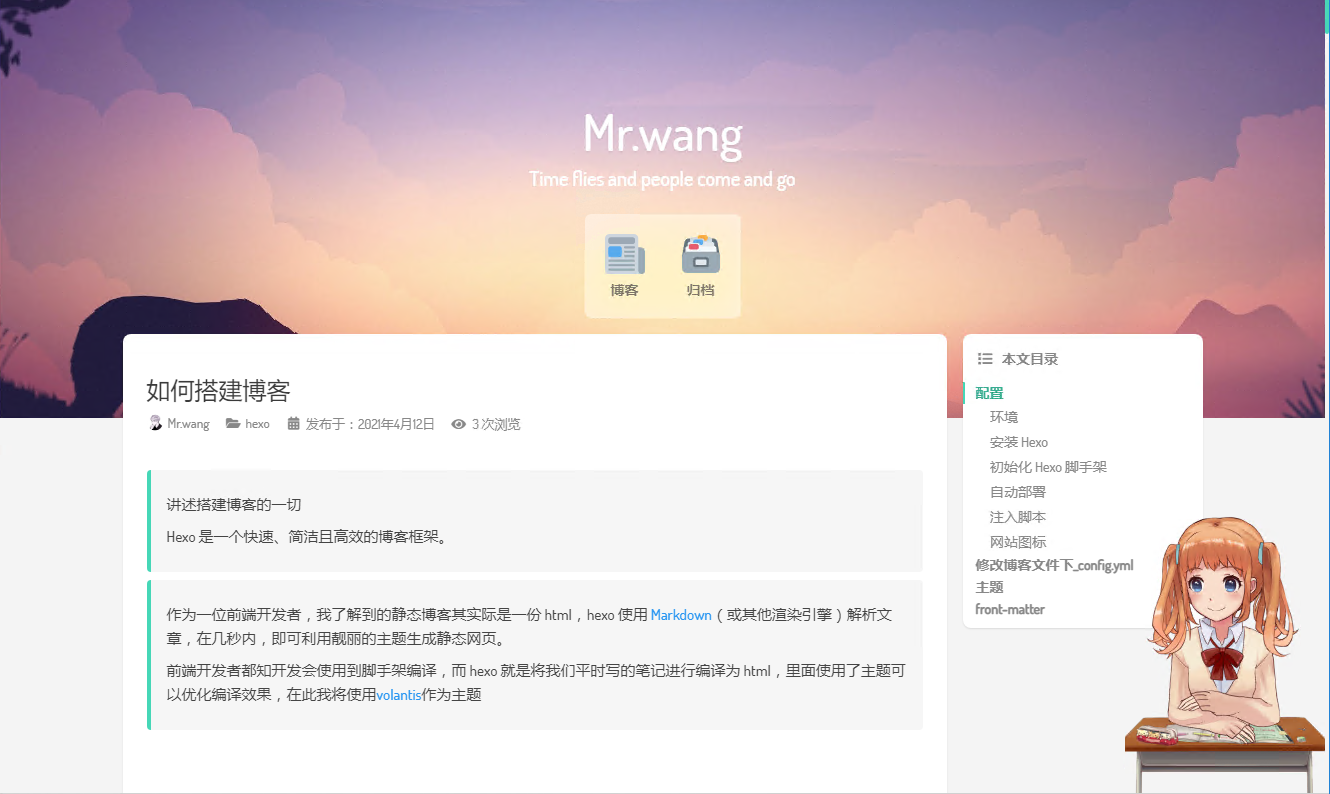 Mr.wang
Time flies and people come and go
博客
归档
如何搭建博客
Mr.wang hexo 发布于：2021年4月12日 3 次浏览
讲述搭建博客的一切
Hexo 是一个快速、简洁且高效的博客框架。
作为一位前端开发者，我了解到的静态博客其实际是一份 html，hexo 使用 Markdown（或其他渲染引擎）解析文
章，在几秒内，即可利用靓丽的主题生成静态网页。
前端开发者都知开发会使用到脚手架编译，而 hexo 就是将我们平时写的笔记进行编译为 html，里面使用了主题可
以优化编译效果，在此我将使用volantis作为主题
本文目录
配置
环境
安装 Hexo
初始化 Hexo 脚手架
自动部署
注入脚本
网站图标
修改博客文件下_config.yml
主题
front-matter